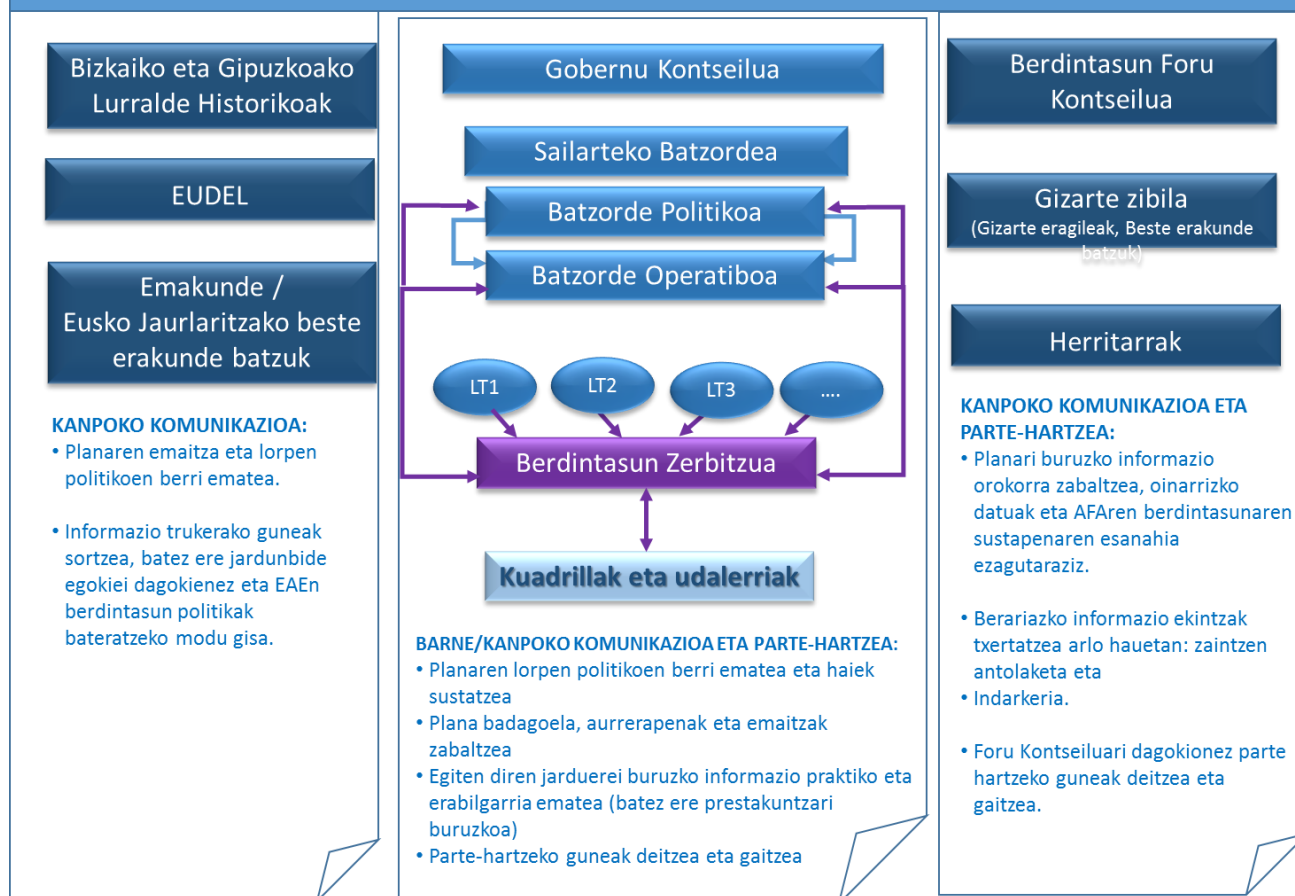 Bizkaiko eta Gipuzkoako
Lurralde Historikoak
EUDEL
Emakunde /
Eusko Jaurlaritzako beste
erakunde batzuk
KANPOKO KOMUNIKAZIOA:
• Planaren emaitza eta lorpen
politikoen berri ematea.
• Informazio trukerako guneak
sortzea, batez ere jardunbide
egokiei dagokienez eta EAEn
berdintasun politikak
bateratzeko modu gisa.
Gobernu Kontseilua
Sailarteko Batzordea
Batzorde Politikoa
Batzorde Operatiboa
LT1
LT2
LT3
....
Berdintasun Zerbitzua
Kuadrillak eta udalerriak
BARNE/KANPOKO KOMUNIKAZIOA ETA PARTE-HARTZEA:
• Planaren lorpen politikoen berri ematea eta haiek
sustatzea
• Plana badagoela, aurrerapenak eta emaitzak
zabaltzea
• Egiten diren jarduerei buruzko informazio praktiko eta
erabilgarria ematea (batez ere prestakuntzari
buruzkoa)
• Parte-hartzeko guneak deitzea eta gaitzea
Berdintasun Foru
Kontseilua
Gizarte zibila
(Gizarte eragileak, Beste erakunde
batzuk)
Herritarrak
KANPOKO KOMUNIKAZIOA ETA
PARTE-HARTZEA:
• Planari buruzko informazio
orokorra zabaltzea, oinarrizko
datuak eta AFAren berdintasunaren
sustapenaren esanahia
ezagutaraziz.
• Berariazko informazio ekintzak
txertatzea arlo hauetan: zaintzen
antolaketa eta
• Indarkeria.
• Foru Kontseiluari dagokionez parte
hartzeko guneak deitzea eta
gaitzea.